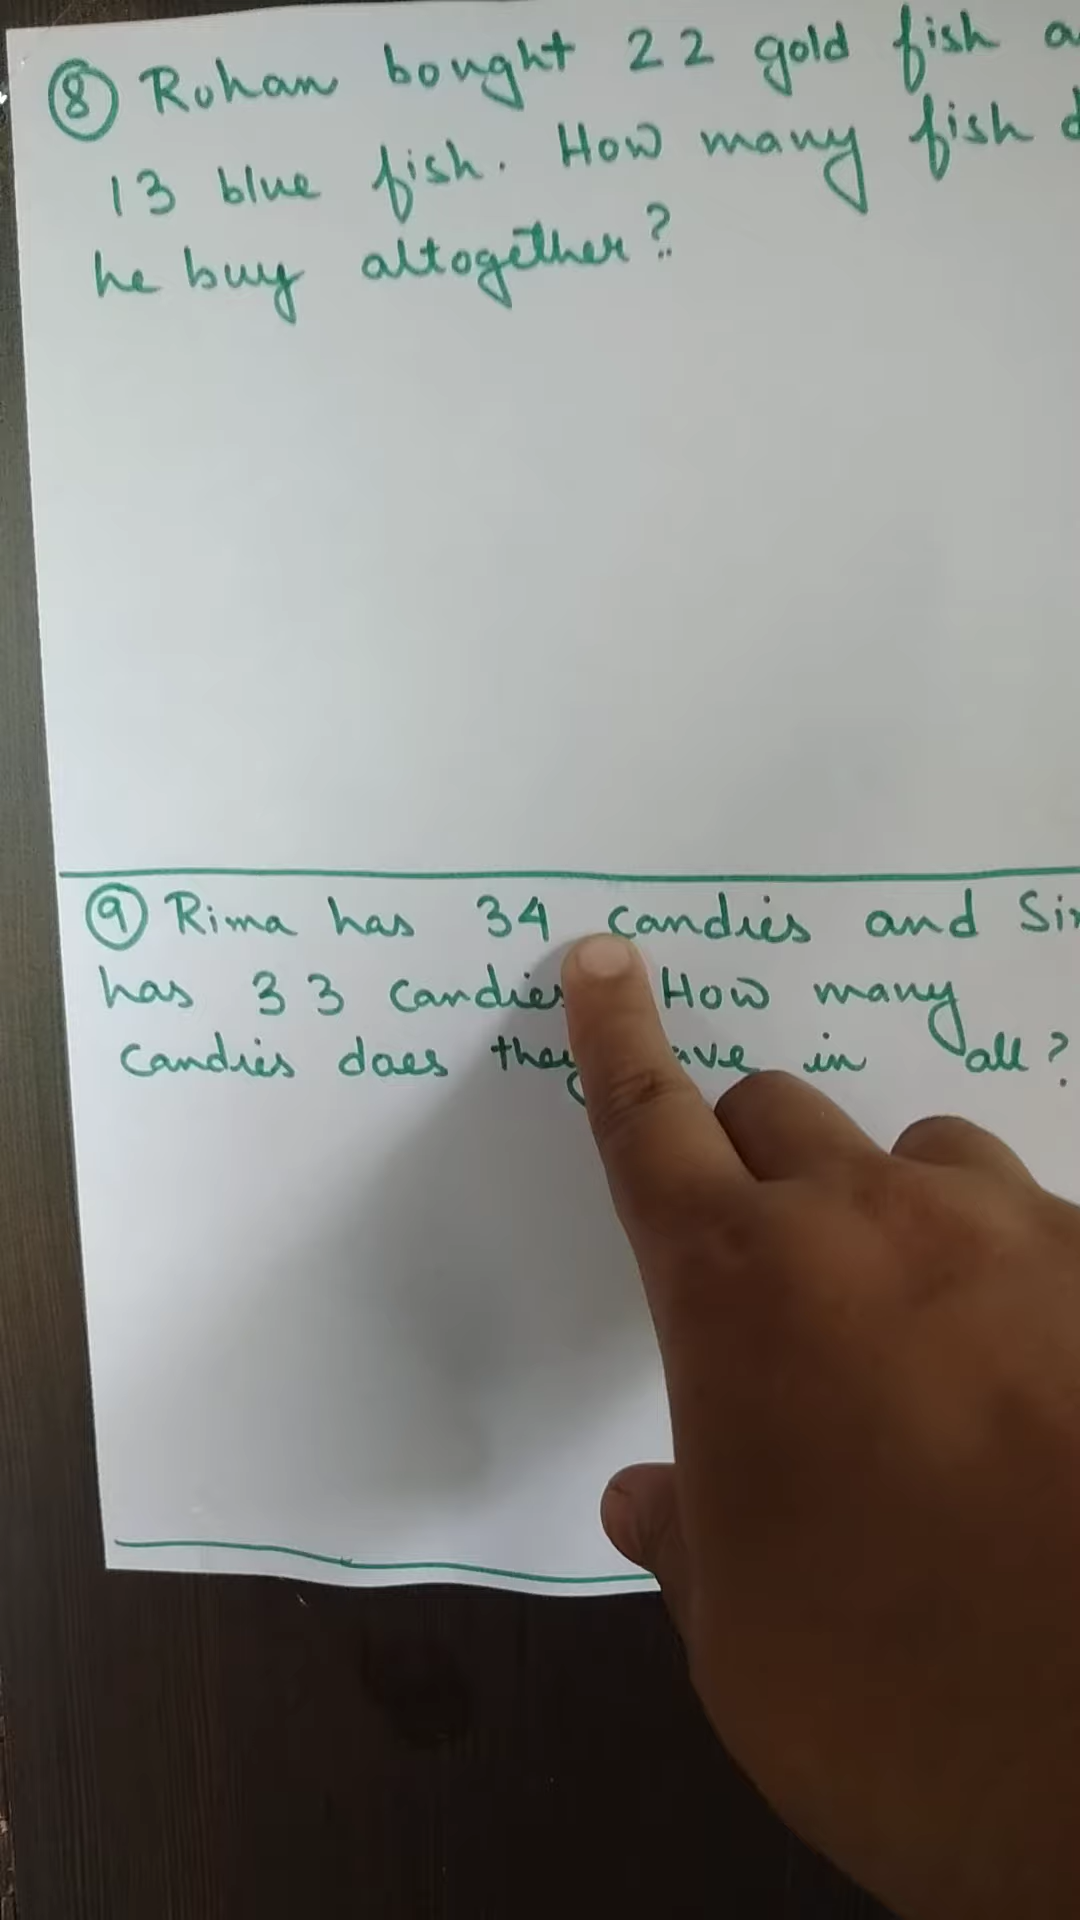 8 Rohan bought 22 gold fish
13 blue fish. How many fish
he buy altogether?
9 Rima has 34 candies and
has 33 candies How many
candies does they in all?